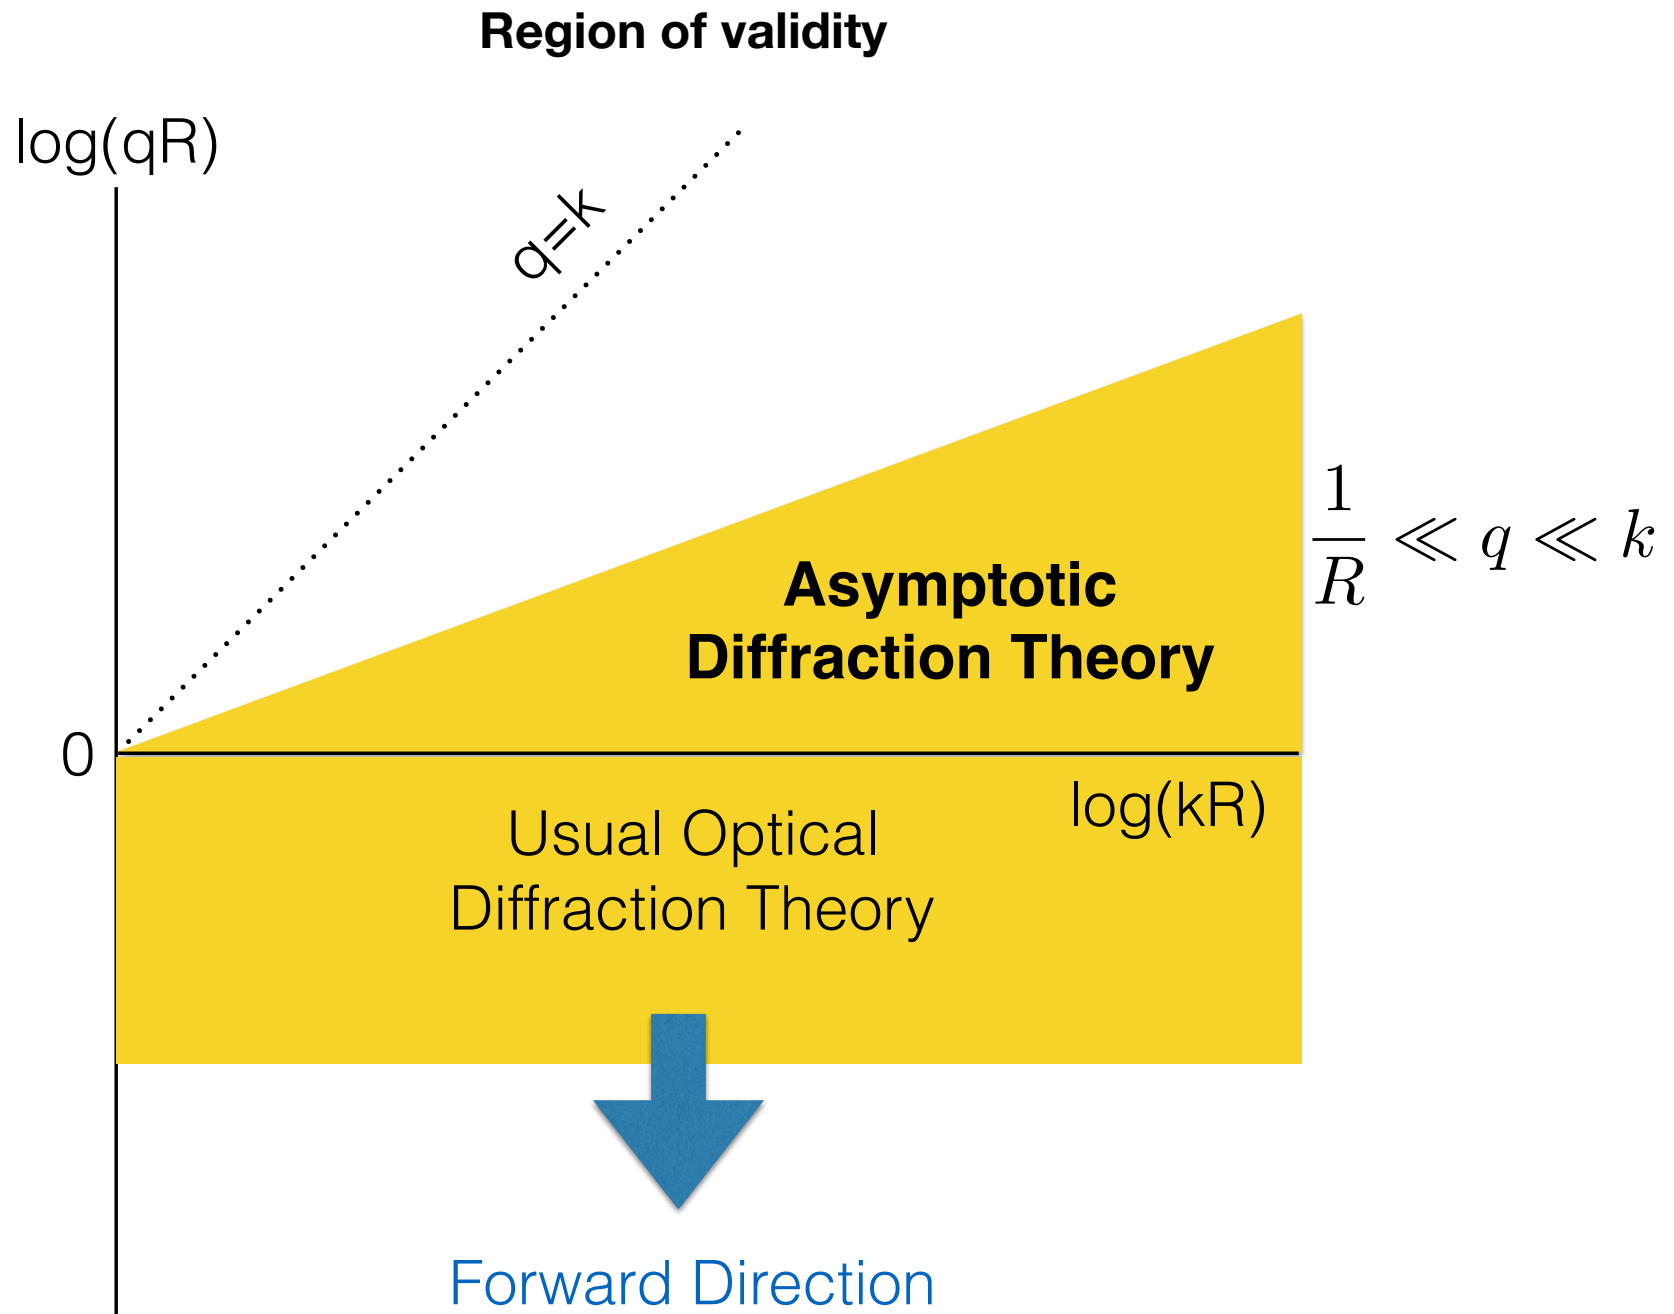 Region of validity
log(qR)
q=k
1/R ≪ q ≪ k
Asymptotic
Diffraction Theory
0
log(kR)
Usual Optical
Diffraction Theory
Forward Direction